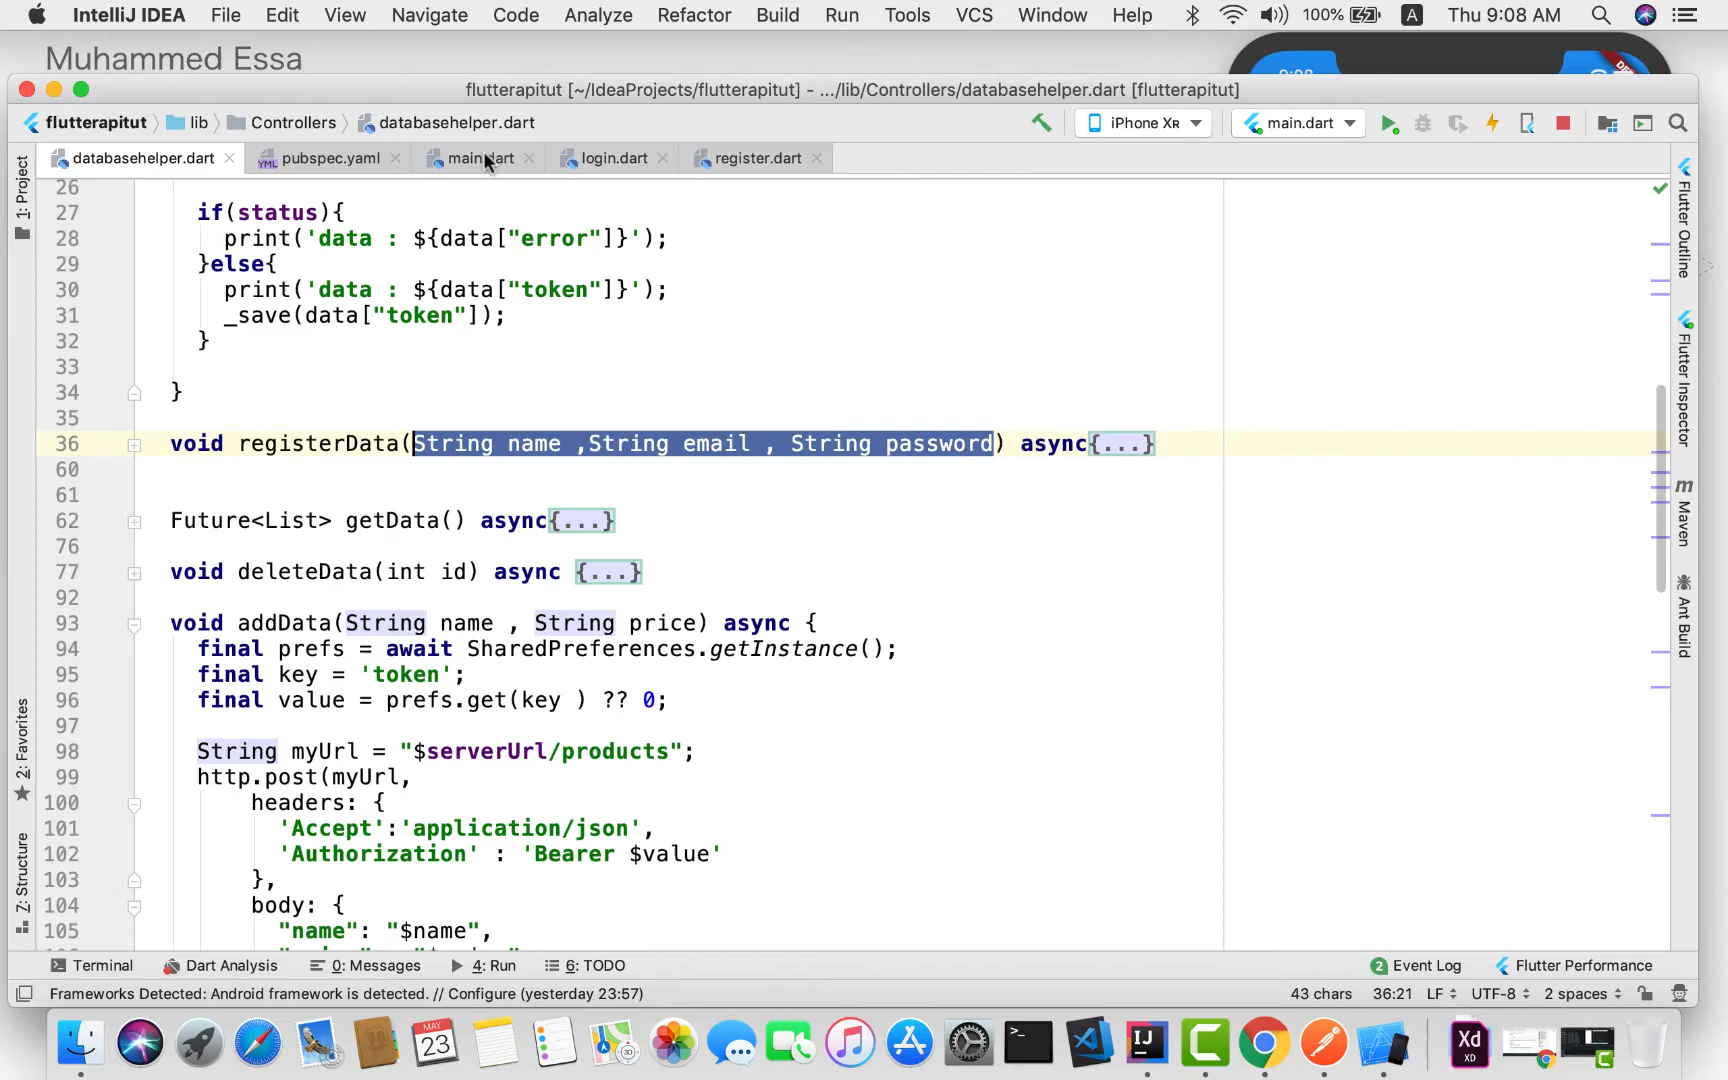 IntelliJ IDEA File Edit View Navigate Code Analyze Refactor Build Run Tools VCS Window Help 100% A Thu 9:08 AM
Muhammed Essa
flutterapitut [~/IdeaProjects/flutterapitut] - .../lib/Controllers/databasehelper.dart [flutterapitut]
flutterapitut lib Controllers databasehelper.dart iPhone XR main.dart
databasehelper.dart YML pubspec.yaml main.dart login.dart register.dart
1: Project
2: Favorites
7: Structure
26
27 if(status){
28 print('data : ${data["error"]}');
29 }else{
30 print('data : ${data["token"]}');
31 _save(data["token"]);
32 }
33
34 }
35
36 void registerData(String name ,String email , String password) async{...}
60
61
62 Future<List> getData() async{...}
76
77 void deleteData(int id) async {...}
92
93 void addData(String name , String price) async {
94 final prefs = await SharedPreferences.getInstance();
95 final key = 'token';
96 final value = prefs.get(key ) ?? 0;
97
98 String myUrl = "$serverUrl/products";
99 http.post(myUrl,
100 headers: {
101 'Accept':'application/json',
102 'Authorization' : 'Bearer $value'
103 },
104 body: {
105 "name": "$name",
Flutter Outline
Flutter Inspector
m Maven
Ant Build
Terminal Dart Analysis 0: Messages 4: Run 6: TODO 2 Event Log Flutter Performance
Frameworks Detected: Android framework is detected. // Configure (yesterday 23:57) 43 chars 36:21 LF UTF-8 2 spaces
MAY
23
30
IJ
Xd
XD